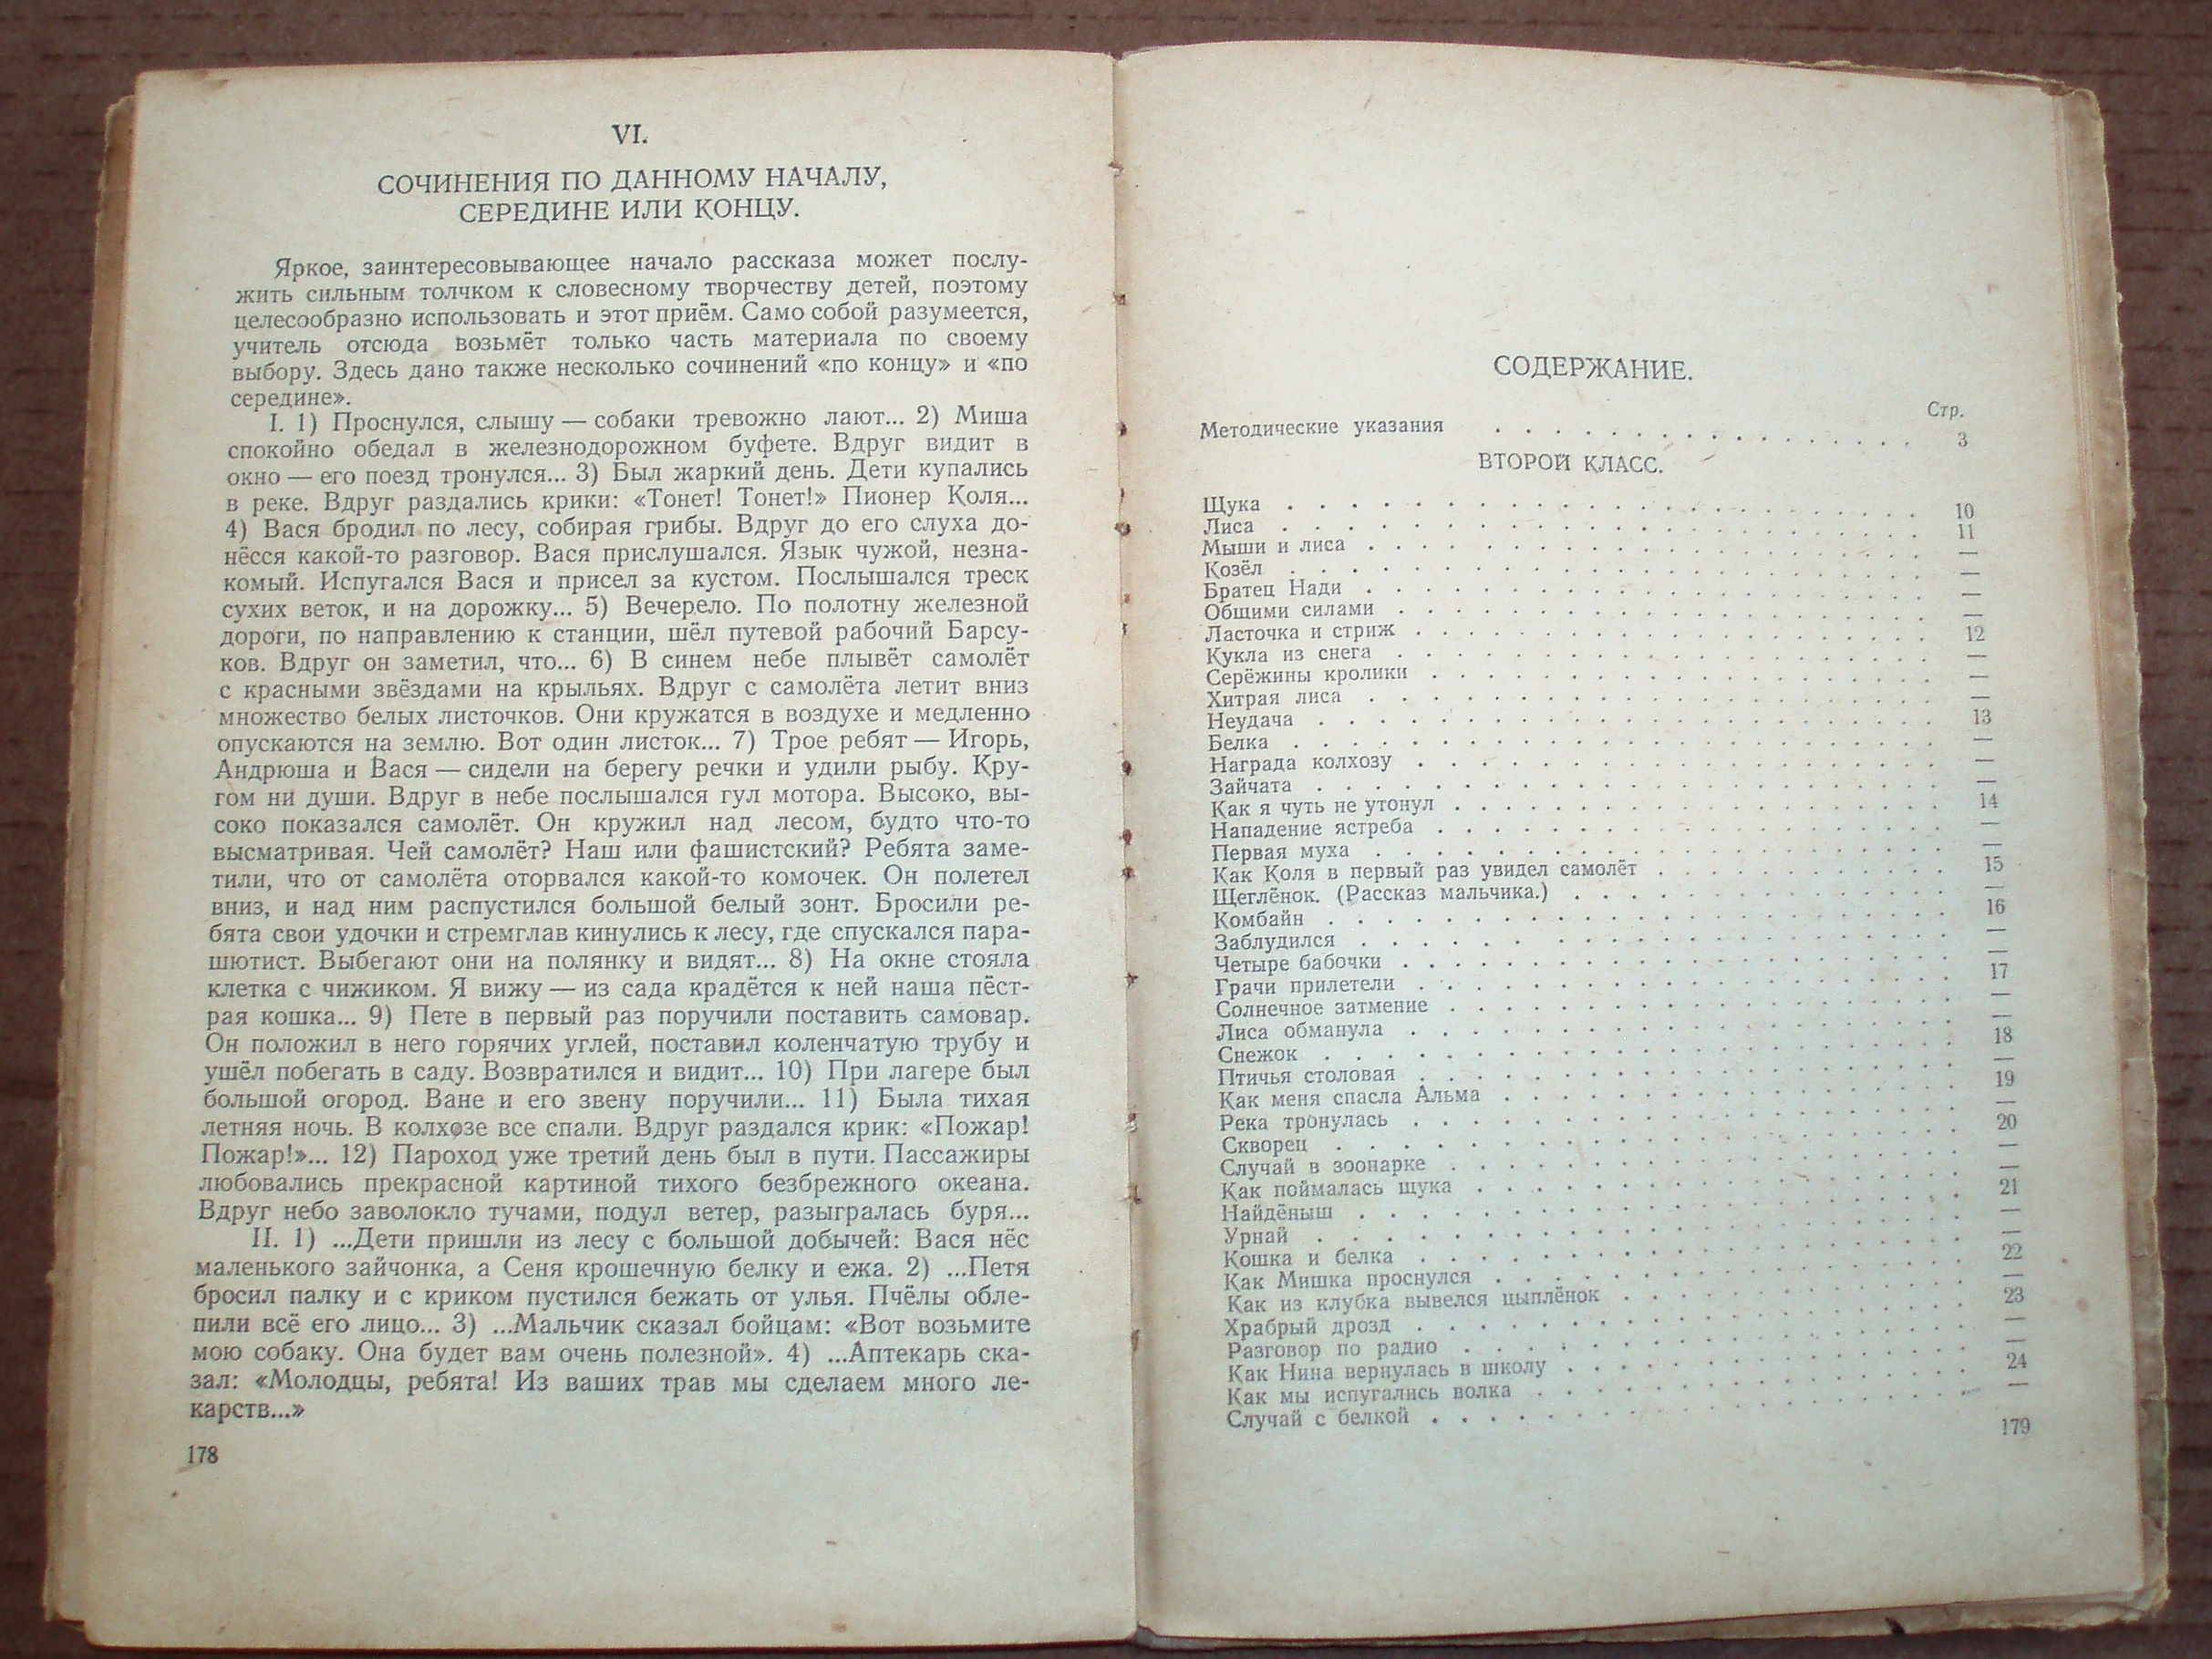 VI.
СОЧИНЕНИЯ ПО ДАННОМУ НАЧАЛУ,
СЕРЕДИНЕ ИЛИ КОНЦУ.
Яркое, заинтересовывающее начало рассказа может послу-
жить сильным толчком к словесному творчеству детей, поэтому
целесообразно использовать и этот приём. Само собой разумеется,
учитель отсюда возьмёт только часть материала по своему
выбору. Здесь дано также несколько сочинений «по концу» и «по
середине».
I. 1) Проснулся, слышу — собаки тревожно лают... 2) Миша
спокойно обедал в железнодорожном буфете. Вдруг видит в
окно — его поезд тронулся... 3) Был жаркий день. Дети купались
в реке. Вдруг раздались крики: «Тонет! Тонет!» Пионер Коля...
4) Вася бродил по лесу, собирая грибы. Вдруг до его слуха до-
нёсся какой-то разговор. Вася прислушался. Язык чужой, незна-
комый. Испугался Вася и присел за кустом. Послышался треск
сухих веток, и на дорожку... 5) Вечерело. По полотну железной
дороги, по направлению к станции, шёл путевой рабочий Барсу-
ков. Вдруг он заметил, что... 6) В синем небе плывёт самолёт
с красными звёздами на крыльях. Вдруг с самолёта летит вниз
множество белых листочков. Они кружатся в воздухе и медленно
опускаются на землю. Вот один листок... 7) Трое ребят — Игорь,
Андрюша и Вася — сидели на берегу речки и удили рыбу. Кру-
гом ни души. Вдруг в небе послышался гул мотора. Высоко, вы-
соко показался самолёт. Он кружил над лесом, будто что-то
высматривая. Чей самолёт? Наш или фашистский? Ребята заме-
тили, что от самолёта оторвался какой-то комочек. Он полетел
вниз, и над ним распустился большой белый зонт. Бросили ре-
бята свои удочки и стремглав кинулись к лесу, где спускался пара-
шютист. Выбегают они на полянку и видят... 8) На окне стояла
клетка с чижиком. Я вижу — из сада крадётся к ней наша пёст-
рая кошка... 9) Пете в первый раз поручили поставить самовар.
Он положил в него горячих углей, поставил коленчатую трубу и
ушёл побегать в саду. Возвратился и видит... 10) При лагере был
большой огород. Ване и его звену поручили... 11) Была тихая
летняя ночь. В колхозе все спали. Вдруг раздался крик: «Пожар!
Пожар!»... 12) Пароход уже третий день был в пути. Пассажиры
любовались прекрасной картиной тихого безбрежного океана.
Вдруг небо заволокло тучами, подул ветер, разыгралась буря...
II. 1) ...Дети пришли из лесу с большой добычей: Вася нёс
маленького зайчонка, а Сеня крошечную белку и ежа. 2) ...Петя
бросил палку и с криком пустился бежать от улья. Пчёлы обле-
пили всё его лицо... 3) ...Мальчик сказал бойцам: «Вот возьмите
мою собаку. Она будет вам очень полезной». 4) ...Аптекарь ска-
зал: «Молодцы, ребята! Из ваших трав мы сделаем много ле-
карств...»
178
СОДЕРЖАНИЕ.
Стр.
Методические указания . . . . . 3
ВТОРОЙ КЛАСС.
Щука . . . . . 10
Лиса . . . . . 11
Мыши и лиса . . . . . —
Козёл . . . . . —
Братец Нади . . . . . —
Общими силами . . . . . —
Ласточка и стриж . . . . . 12
Кукла из снега . . . . . —
Серёжины кролики . . . . . —
Хитрая лиса . . . . . —
Неудача . . . . . 13
Белка . . . . . —
Награда колхозу . . . . . —
Зайчата . . . . . —
Как я чуть не утонул . . . . . 14
Нападение ястреба . . . . . —
Первая муха . . . . . —
Как Коля в первый раз увидел самолёт . . . . . 15
Щеглёнок. (Рассказ мальчика.) . . . . . —
Комбайн . . . . . 16
Заблудился . . . . . —
Четыре бабочки . . . . . —
Грачи прилетели . . . . . 17
Солнечное затмение . . . . . —
Лиса обманула . . . . . —
Снежок . . . . . 18
Птичья столовая . . . . . —
Как меня спасла Альма . . . . . 19
Река тронулась . . . . . —
Скворец . . . . . 20
Случай в зоопарке . . . . . —
Как поймалась щука . . . . . —
Найдёныш . . . . . 21
Урнай . . . . . —
Кошка и белка . . . . . —
Как Мишка проснулся . . . . . 22
Как из клубка вывелся цыплёнок . . . . . —
Храбрый дрозд . . . . . 23
Разговор по радио . . . . . —
Как Нина вернулась в школу . . . . . —
Как мы испугались волка . . . . . 24
Случай с белкой . . . . . —
179